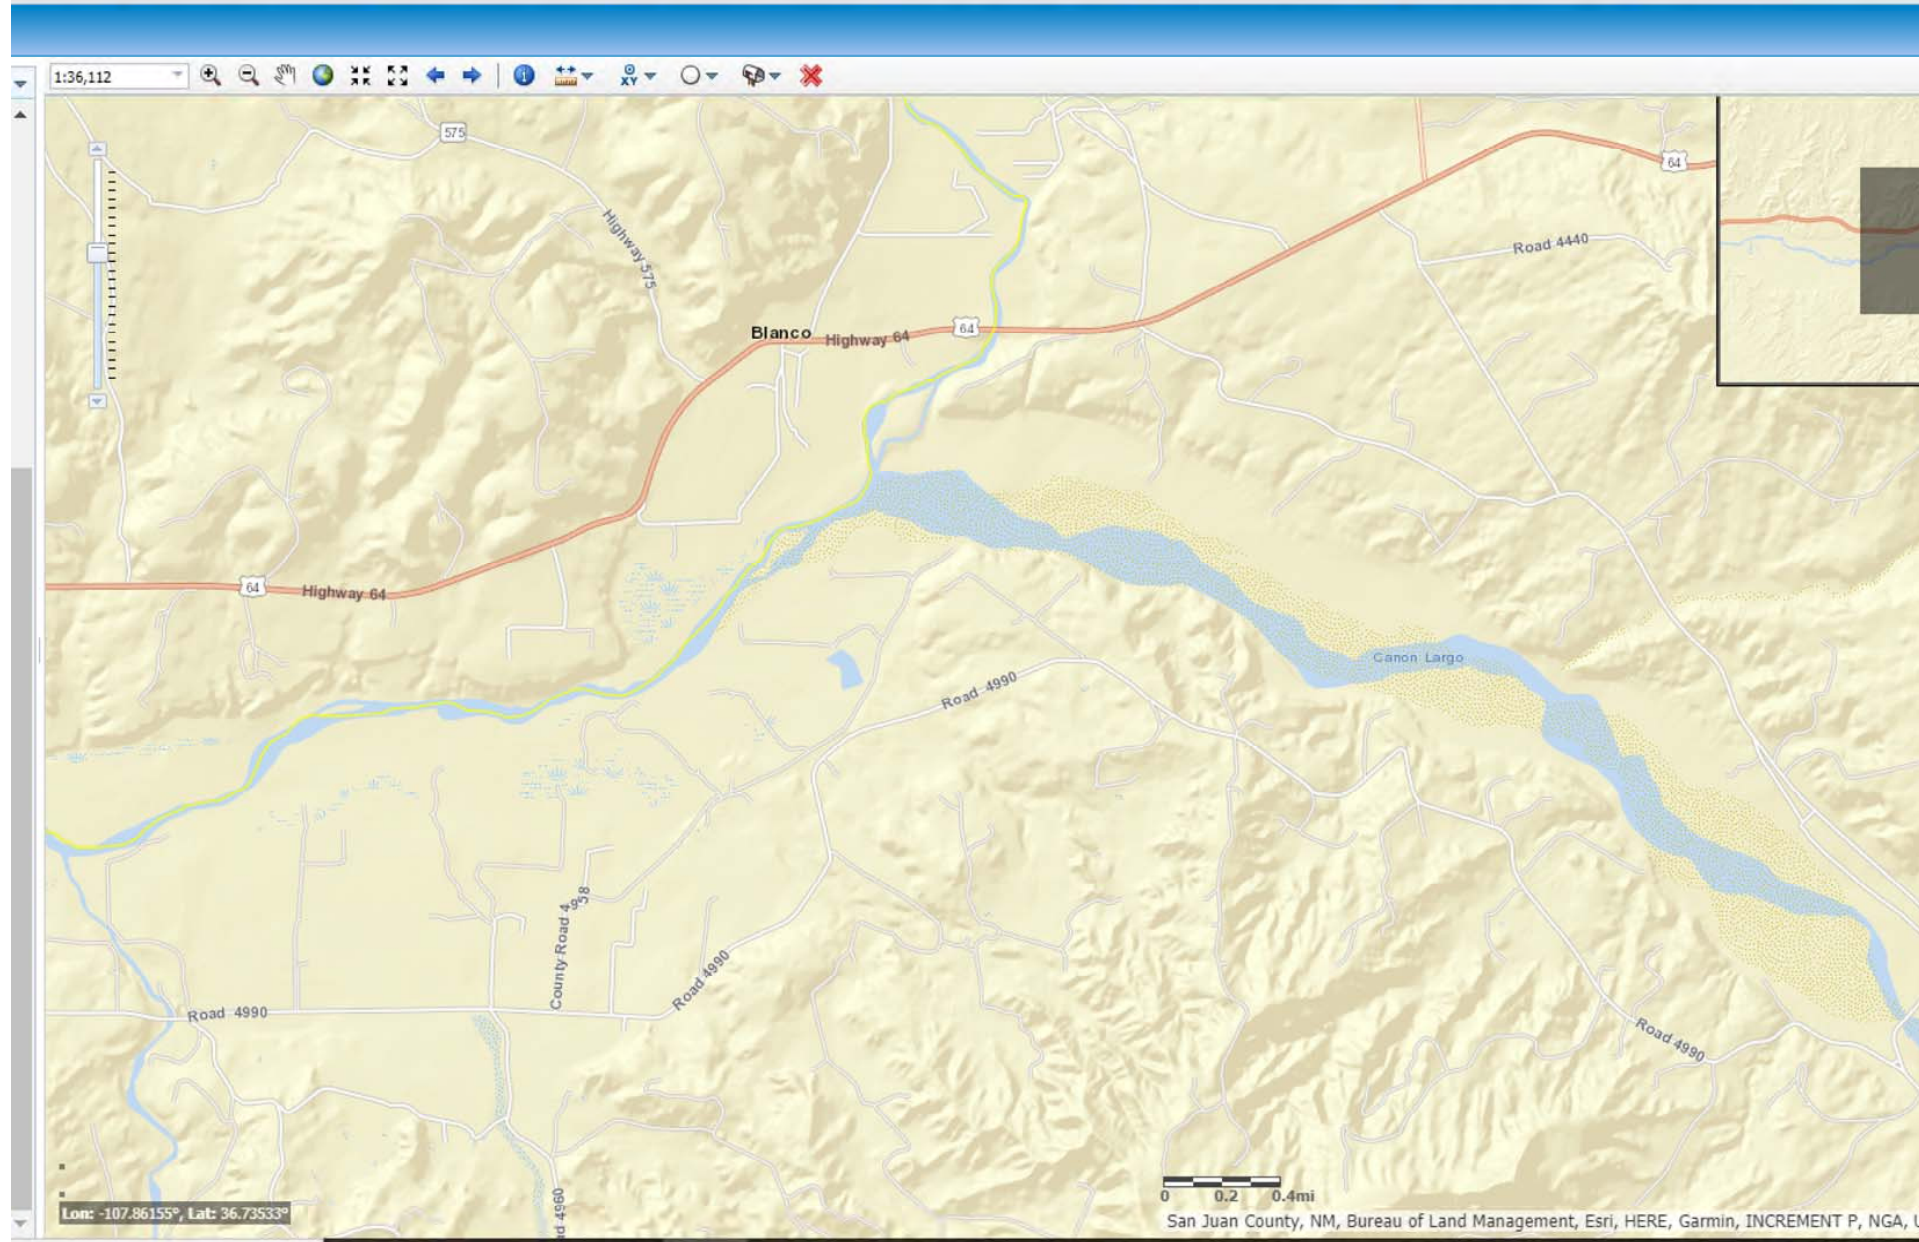 1:36,112
XY
575
64
Highway 575
Road 4440
Blanco
Highway 64
64
64
Highway 64
Canon Largo
Road 4990
County Road 4958
Road 4990
Road 4990
Road 4990
4960
0 0.2 0.4mi
Lon: -107.86155°, Lat: 36.73533°
San Juan County, NM, Bureau of Land Management, Esri, HERE, Garmin, INCREMENT P, NGA,